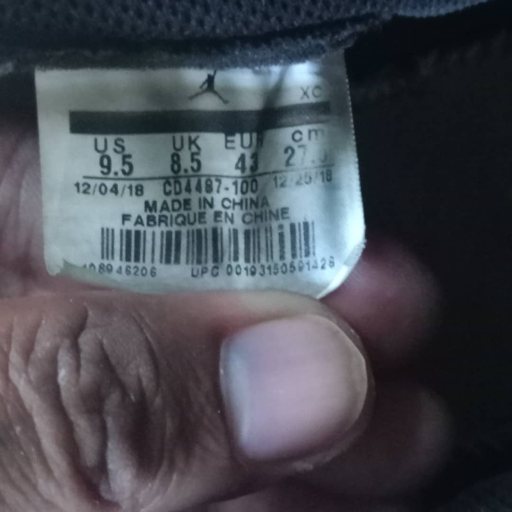 XC
US UK EUR cm
9.5 8.5 43
12/04/18 CD4487-100 12/25/18
MADE IN CHINA
FABRIQUE EN CHINE
UPC 00193150591426